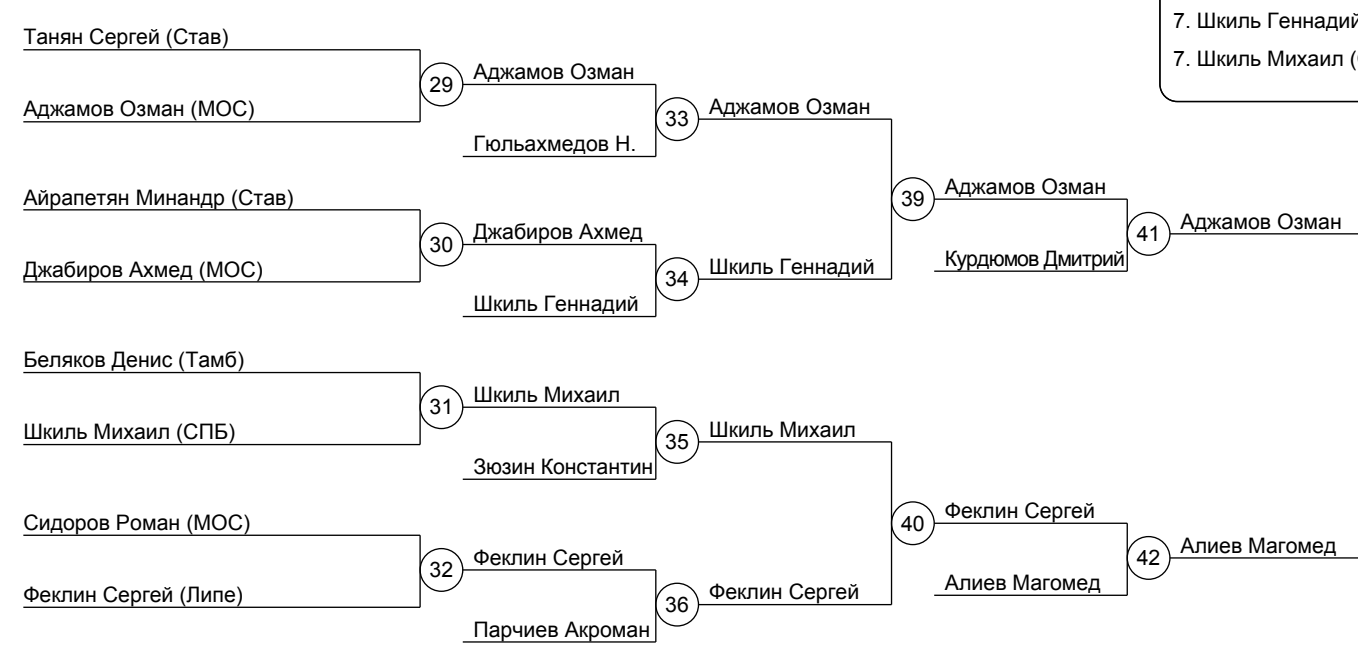 7. Шкиль Геннадий
7. Шкиль Михаил (
Танян Сергей (Став)
29
Аджамов Озман
Аджамов Озман (МОС)
33
Аджамов Озман
Гюльахмедов Н.
39
Аджамов Озман
Айрапетян Минандр (Став)
30
Джабиров Ахмед
41
Аджамов Озман
Джабиров Ахмед (МОС)
34
Шкиль Геннадий
Курдюмов Дмитрий
Шкиль Геннадий
Беляков Денис (Тамб)
31
Шкиль Михаил
Шкиль Михаил (СПБ)
35
Шкиль Михаил
Зюзин Константин
40
Феклин Сергей
Сидоров Роман (МОС)
32
Феклин Сергей
42
Алиев Магомед
Феклин Сергей (Липе)
36
Феклин Сергей
Алиев Магомед
Парчиев Акроман